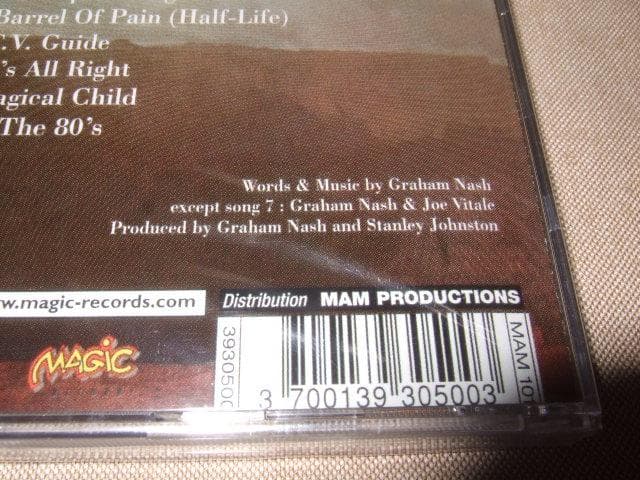 Barrel Of Pain (Half-Life)
T.V. Guide
's All Right
agical Child
The 80's
Words & Music by Graham Nash
except song 7 : Graham Nash & Joe Vitale
Produced by Graham Nash and Stanley Johnston
www.magic-records.com
Distribution MAM PRODUCTIONS
MAGIC
RECORDS
393050
3 700139 305003
MAM 101